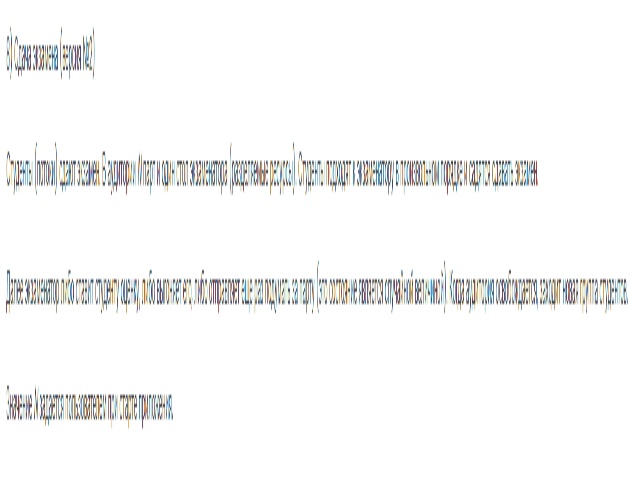 8) Сдача экзамена (версия №2)
Студенты (потоки) сдают экзамен. В аудитории N парт и один стол экзаменатора (разделяемые ресурсы). Студенты подходят к экзаменатору в произвольном порядке и садятся сдавать экзамен.
Далее экзаменатор либо ставит студенту оценку, либо выгоняет его, либо отправляет еще раз подумать за парту (это состояние является случайной величиной). Когда аудитория освобождается, заходит новая группа студентов.
Значение N задается пользователем при старте приложения.